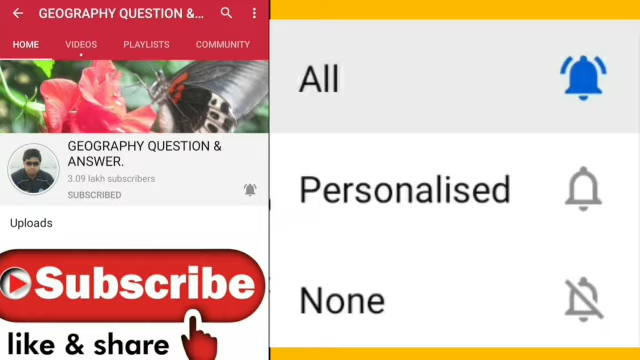 GEOGRAPHY QUESTION &...
HOME VIDEOS PLAYLISTS COMMUNITY
GEOGRAPHY QUESTION &
ANSWER.
3.09 lakh subscribers
SUBSCRIBED
Uploads
Subscribe
like & share
All
Personalised
None